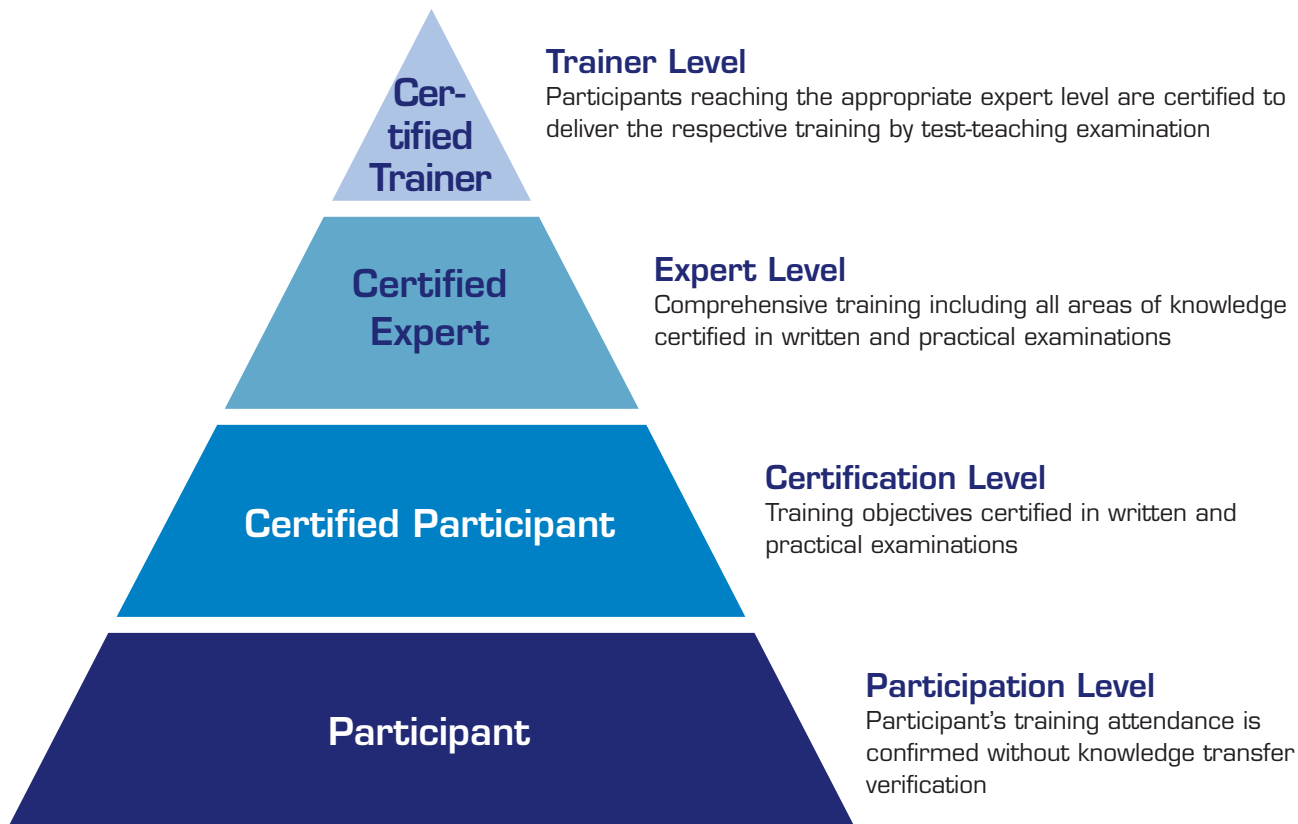 Cer-
tified
Trainer
Trainer Level
Participants reaching the appropriate expert level are certified to
deliver the respective training by test-teaching examination
Certified
Expert
Expert Level
Comprehensive training including all areas of knowledge
certified in written and practical examinations
Certified Participant
Certification Level
Training objectives certified in written and
practical examinations
Participant
Participation Level
Participant’s training attendance is
confirmed without knowledge transfer
verification